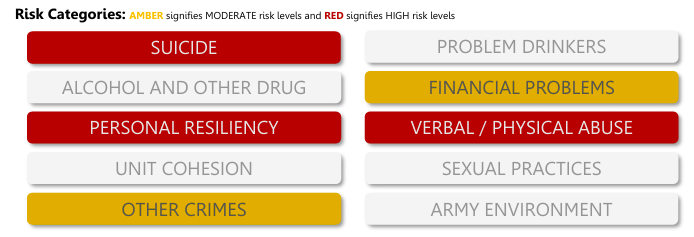 Risk Categories: AMBER signifies MODERATE risk levels and RED signifies HIGH risk levels
SUICIDE
PROBLEM DRINKERS
ALCOHOL AND OTHER DRUG
FINANCIAL PROBLEMS
PERSONAL RESILIENCY
VERBAL / PHYSICAL ABUSE
UNIT COHESION
SEXUAL PRACTICES
OTHER CRIMES
ARMY ENVIRONMENT